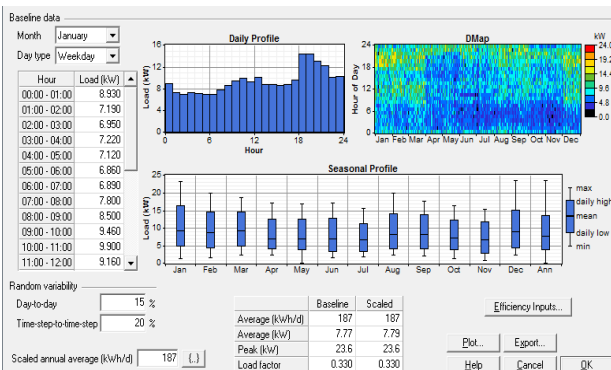 Baseline data
Month January
Day type Weekday
Hour Load (kW)
00:00 - 01:00 8.930
01:00 - 02:00 7.190
02:00 - 03:00 6.950
03:00 - 04:00 7.220
04:00 - 05:00 7.120
05:00 - 06:00 6.860
06:00 - 07:00 6.890
07:00 - 08:00 7.800
08:00 - 09:00 8.500
09:00 - 10:00 9.460
10:00 - 11:00 9.900
11:00 - 12:00 9.160
Daily Profile
Load (kW)
16
12
8
4
0
0 6 12 18 24
Hour
DMap
Hour of Day
24
18
12
6
0
Jan Feb Mar Apr May Jun Jul Aug Sep Oct Nov Dec
kW
24.0
19.2
14.4
9.6
4.8
0.0
Seasonal Profile
Load (kW)
25
20
15
10
5
0
Jan Feb Mar Apr May Jun Jul Aug Sep Oct Nov Dec Ann
max
daily high
mean
daily low
min
Random variability
Day-to-day 15 %
Time-step-to-time-step 20 %
Scaled annual average (kWh/d) 187 {..}
Baseline Scaled
Average (kWh/d) 187 187
Average (kW) 7.77 7.79
Peak (kW) 23.6 23.6
Load factor 0.330 0.330
Efficiency Inputs...
Plot... Export...
Help Cancel OK